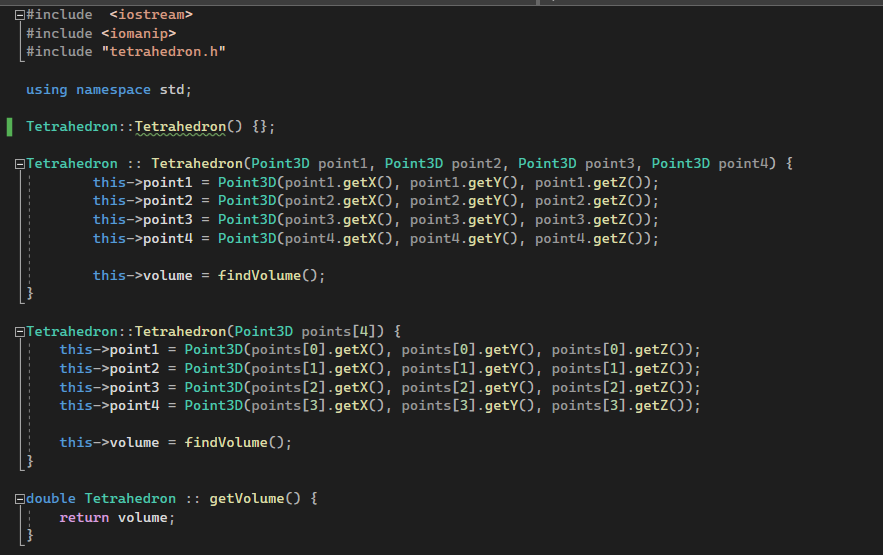 #include  <iostream>
#include <iomanip>
#include "tetrahedron.h"
using namespace std;
Tetrahedron::Tetrahedron() {};
Tetrahedron :: Tetrahedron(Point3D point1, Point3D point2, Point3D point3, Point3D point4) {
        this->point1 = Point3D(point1.getX(), point1.getY(), point1.getZ());
        this->point2 = Point3D(point2.getX(), point2.getY(), point2.getZ());
        this->point3 = Point3D(point3.getX(), point3.getY(), point3.getZ());
        this->point4 = Point3D(point4.getX(), point4.getY(), point4.getZ());
        this->volume = findVolume();
}
Tetrahedron::Tetrahedron(Point3D points[4]) {
    this->point1 = Point3D(points[0].getX(), points[0].getY(), points[0].getZ());
    this->point2 = Point3D(points[1].getX(), points[1].getY(), points[1].getZ());
    this->point3 = Point3D(points[2].getX(), points[2].getY(), points[2].getZ());
    this->point4 = Point3D(points[3].getX(), points[3].getY(), points[3].getZ());
    this->volume = findVolume();
}
double Tetrahedron :: getVolume() {
    return volume;
}